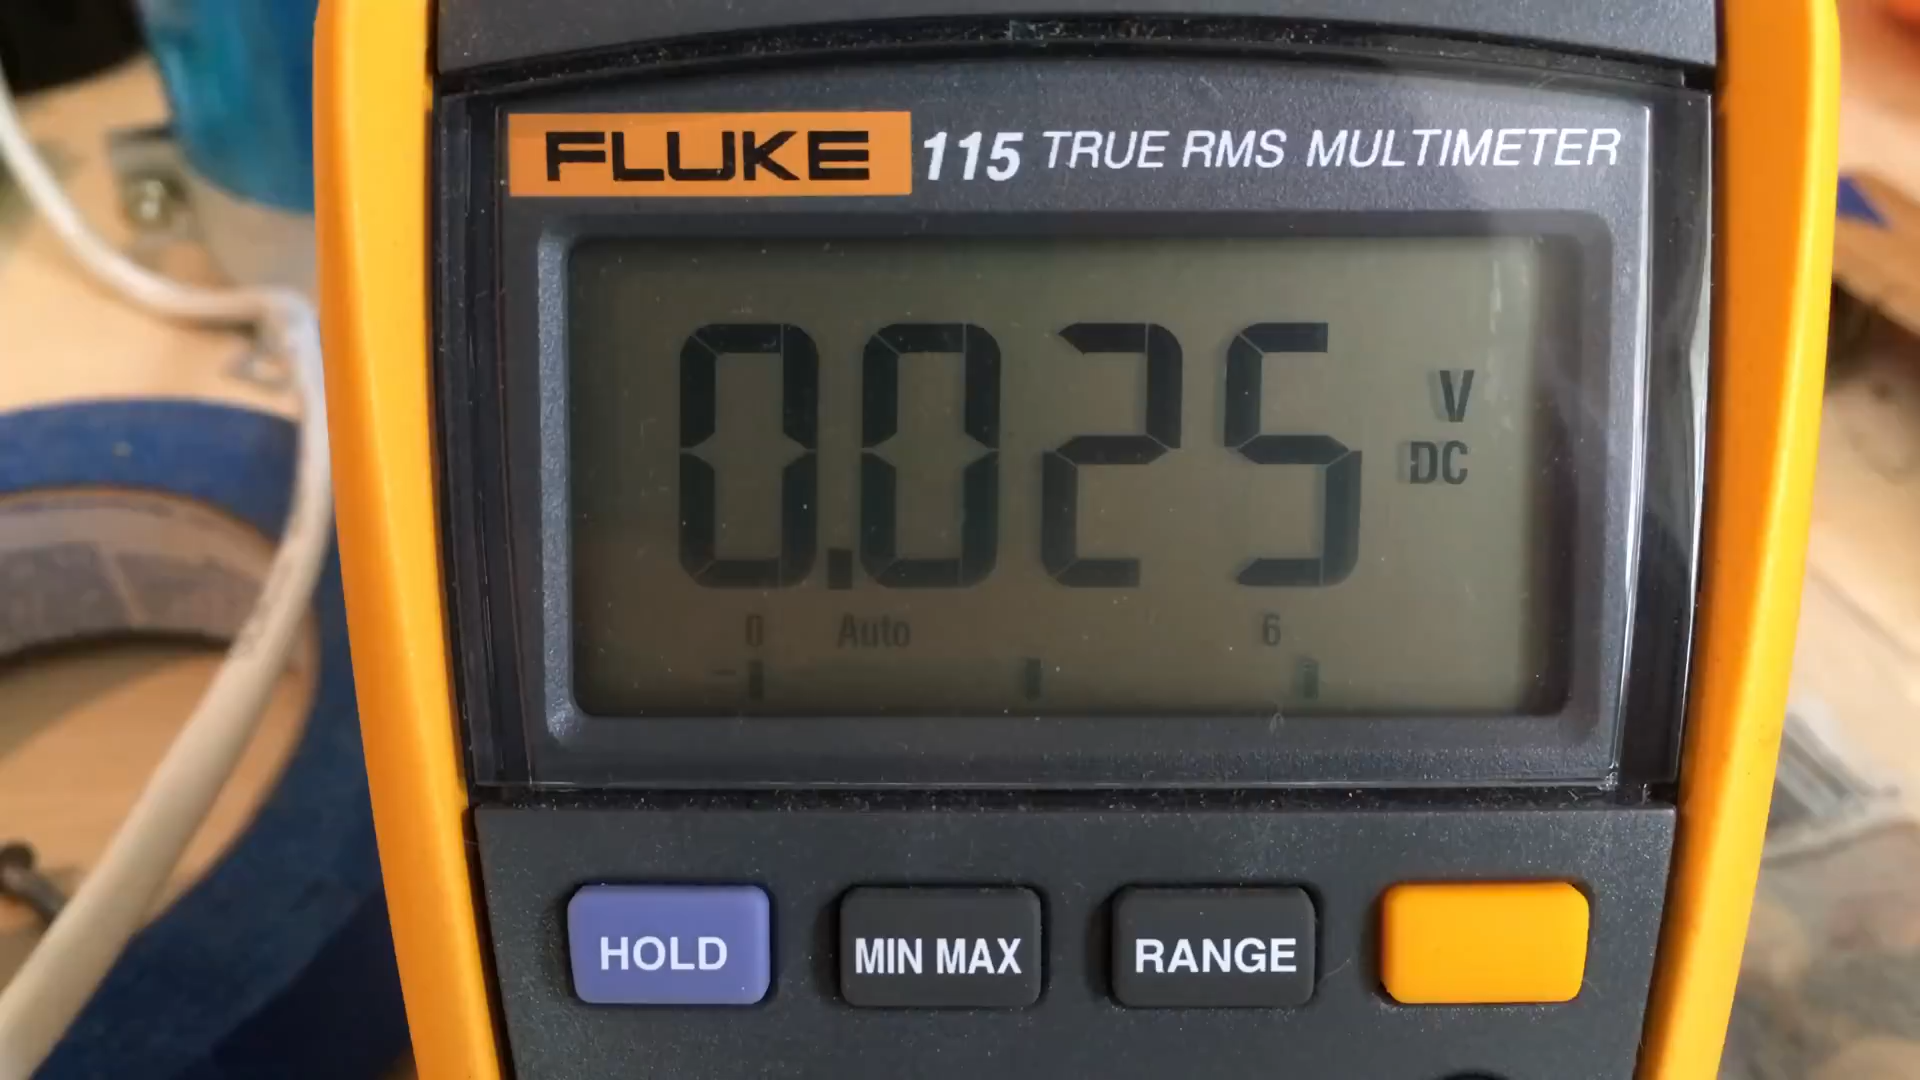 FLUKE 115 TRUE RMS MULTIMETER
0.025 V DC
0 Auto 6
HOLD MIN MAX RANGE